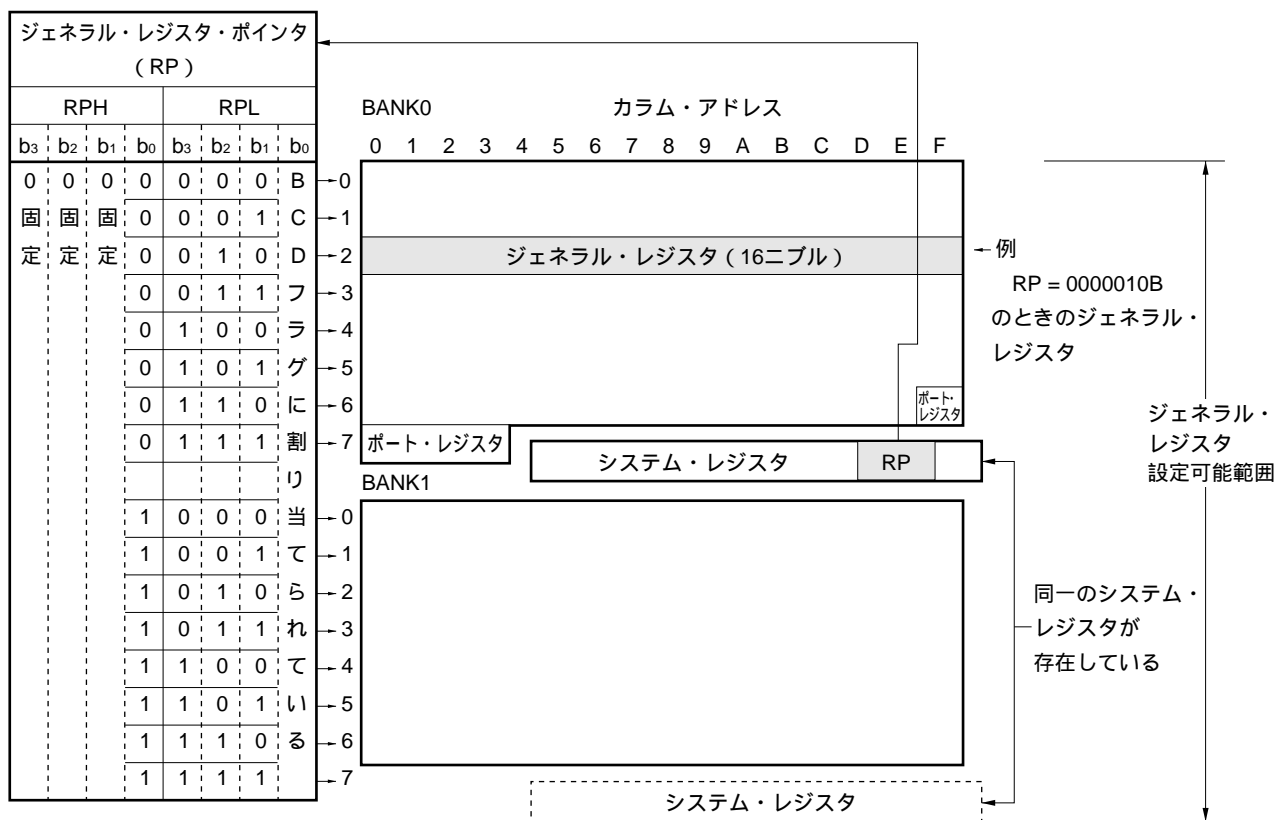 ジェネラル・レジスタ・ポインタ
（RP）
RPH RPL
b3 b2 b1 b0 b3 b2 b1 b0
0 0 0 0 0 0 0 B
固 固 固 0 0 0 1 C
定 定 定 0 0 1 0 D
0 0 1 1 フ
0 1 0 0 ラ
0 1 0 1 グ
0 1 1 0 に
0 1 1 1 割
り
1 0 0 0 当
1 0 0 1 て
1 0 1 0 ら
1 0 1 1 れ
1 1 0 0 て
1 1 0 1 い
1 1 1 0 る
1 1 1 1
BANK0 カラム・アドレス
0 1 2 3 4 5 6 7 8 9 A B C D E F
0
1
2 ジェネラル・レジスタ（16ニブル）
3
4
5
6
7
ポート・
レジスタ
ポート・レジスタ
システム・レジスタ RP
BANK1
0
1
2
3
4
5
6
7
システム・レジスタ
例
RP = 0000010B
のときのジェネラル・
レジスタ
ジェネラル・
レジスタ
設定可能範囲
同一のシステム・
レジスタが
存在している